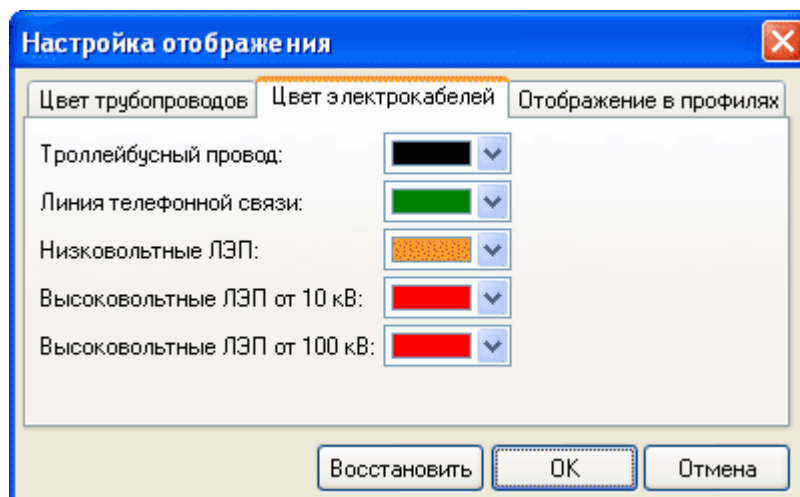 Настройка отображения
Цвет трубопроводов Цвет электрокабелей Отображение в профилях
Троллейбусный провод:
Линия телефонной связи:
Низковольтные ЛЭП:
Высоковольтные ЛЭП от 10 кВ:
Высоковольтные ЛЭП от 100 кВ:
Восстановить ОК Отмена